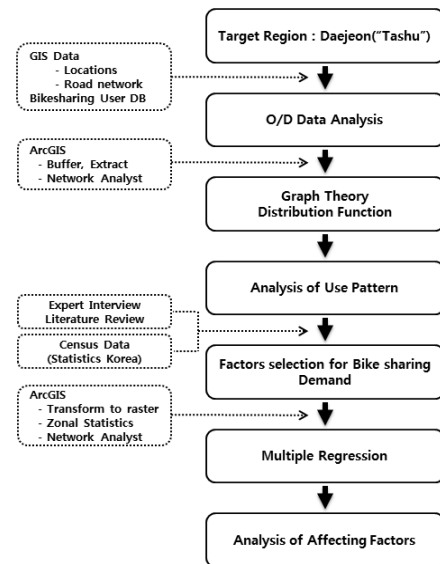 Target Region : Daejeon("Tashu")
GIS Data
- Locations
- Road network
Bikesharing User DB
O/D Data Analysis
ArcGIS
- Buffer, Extract
- Network Analyst
Graph Theory
Distribution Function
Analysis of Use Pattern
Expert Interview
Literature Review
Census Data
(Statistics Korea)
Factors selection for Bike sharing
Demand
ArcGIS
- Transform to raster
- Zonal Statistics
- Network Analyst
Multiple Regression
Analysis of Affecting Factors